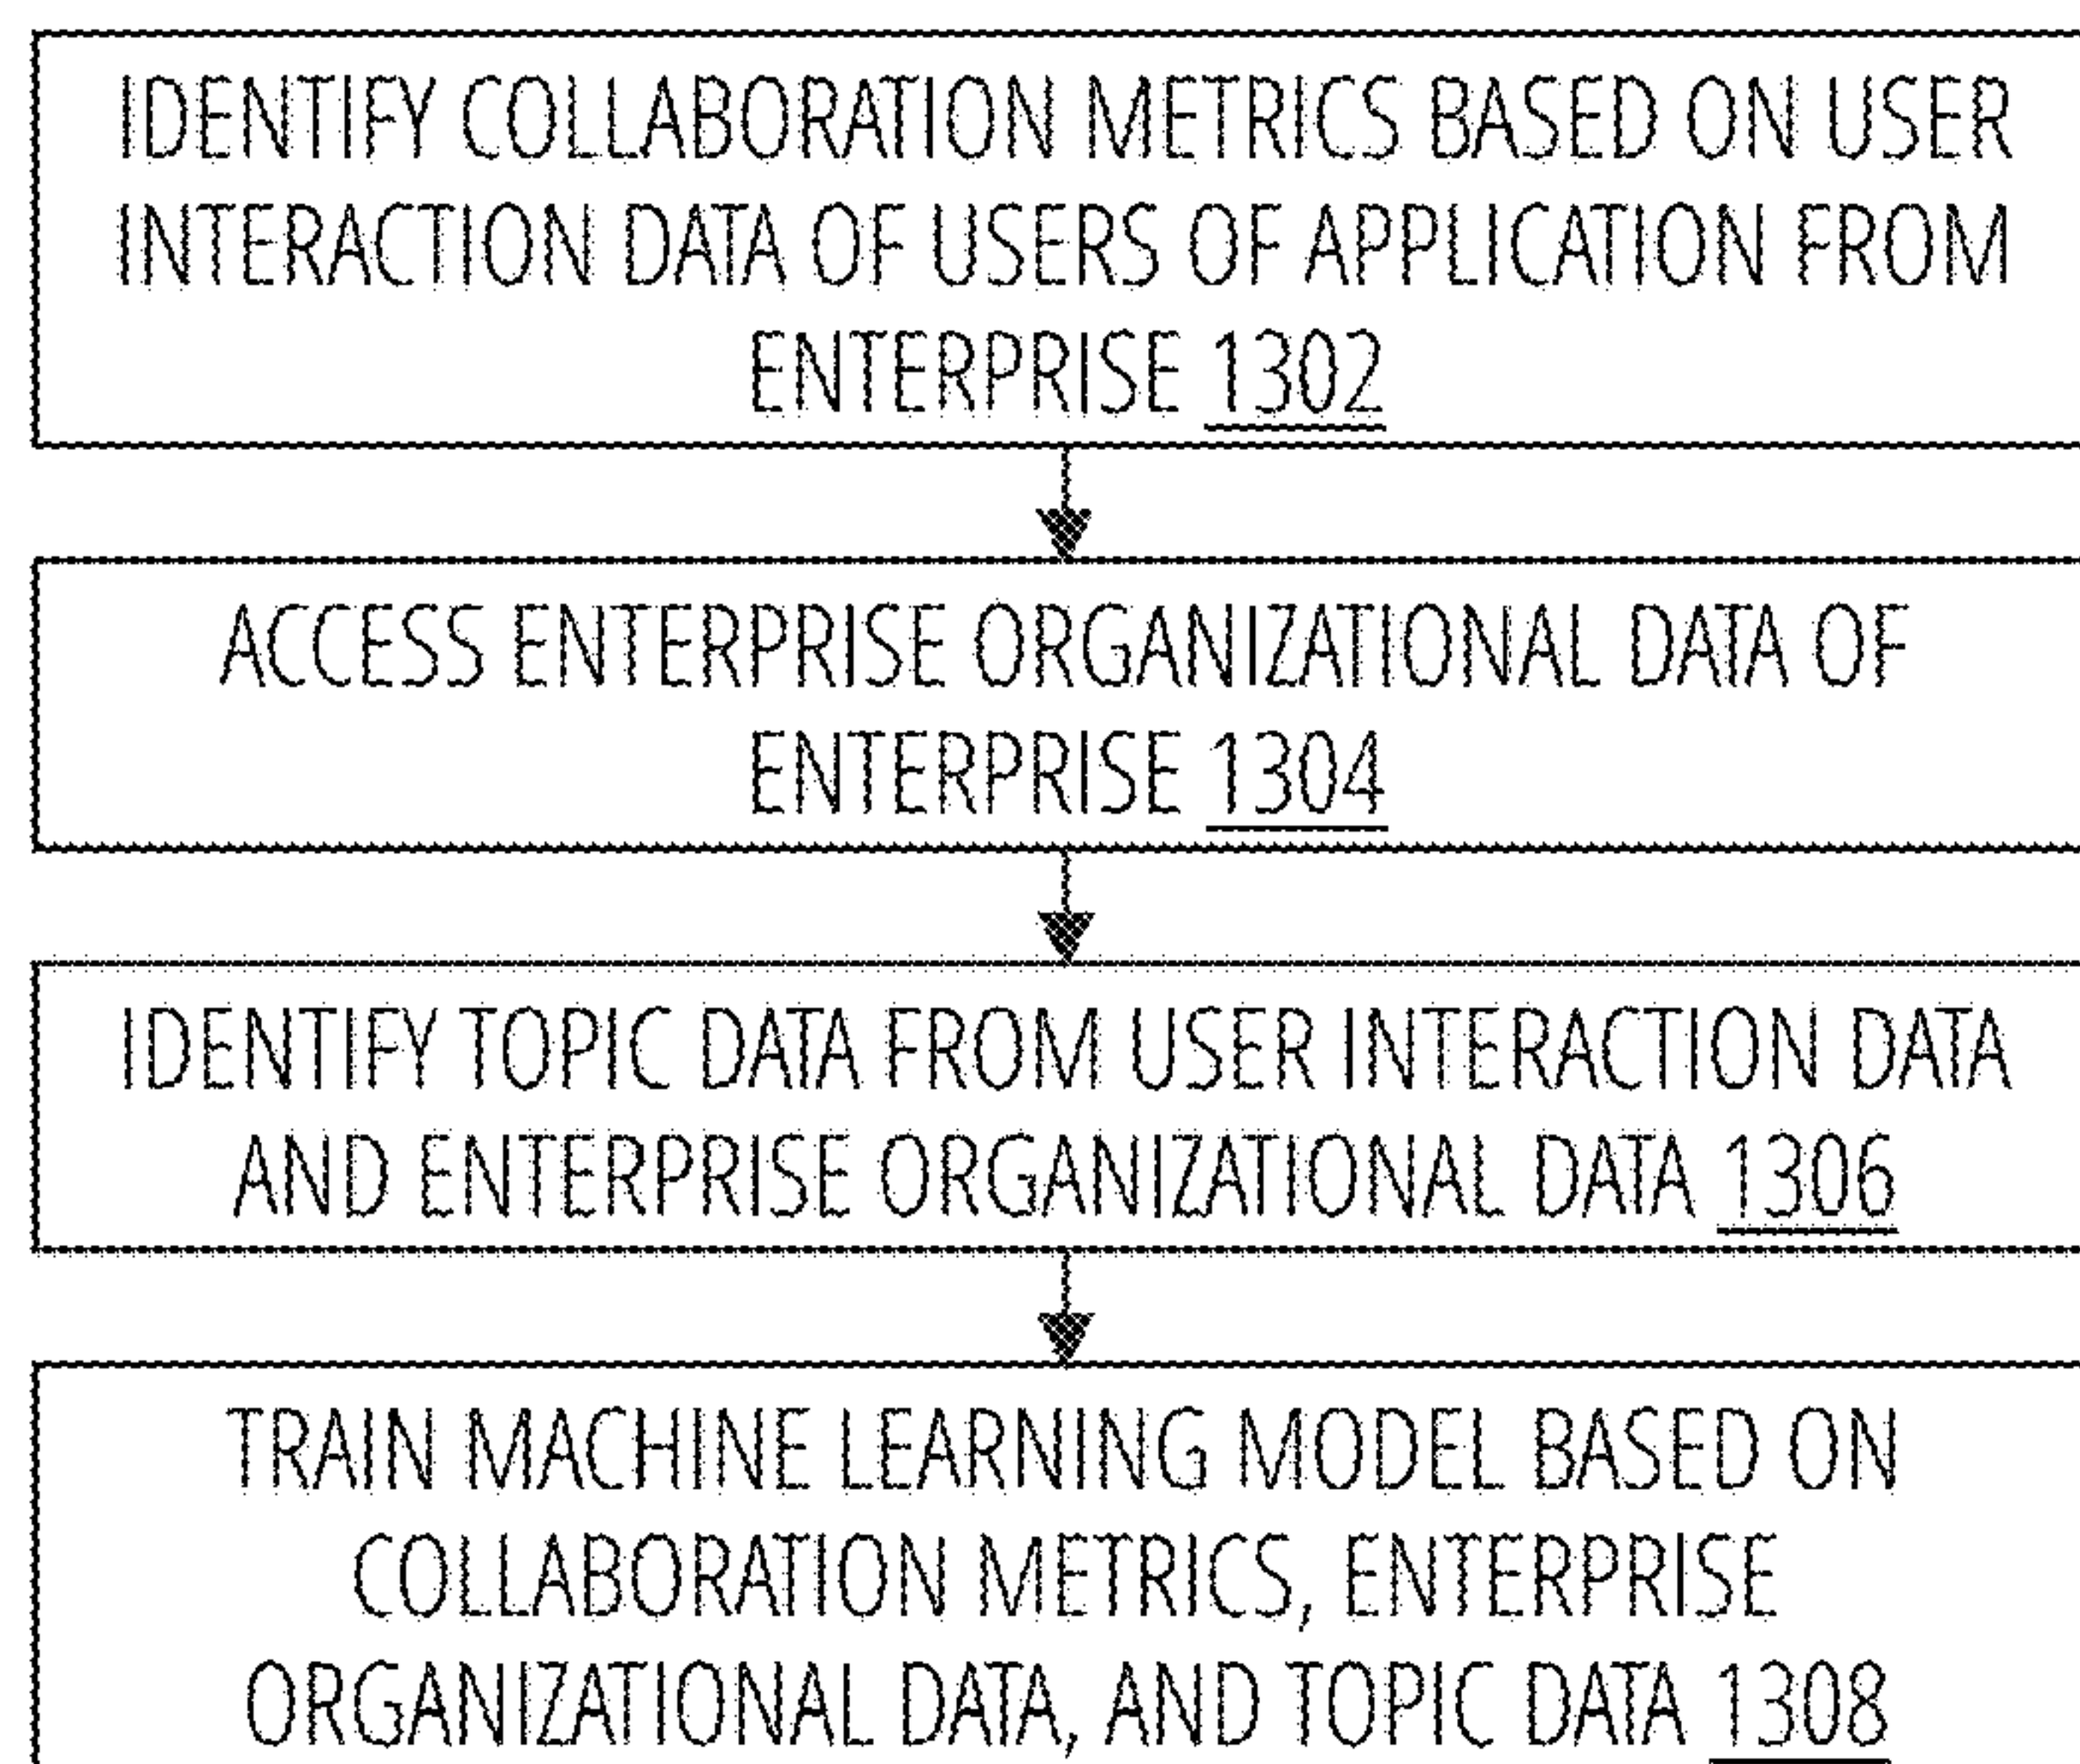 IDENTIFY COLLABORATION METRICS BASED ON USER
INTERACTION DATA OF USERS OF APPLICATION FROM
ENTERPRISE 1302
ACCESS ENTERPRISE ORGANIZATIONAL DATA OF
ENTERPRISE 1304
IDENTIFY TOPIC DATA FROM USER INTERACTION DATA
AND ENTERPRISE ORGANIZATIONAL DATA 1306
TRAIN MACHINE LEARNING MODEL BASED ON
COLLABORATION METRICS, ENTERPRISE
ORGANIZATIONAL DATA, AND TOPIC DATA 1308